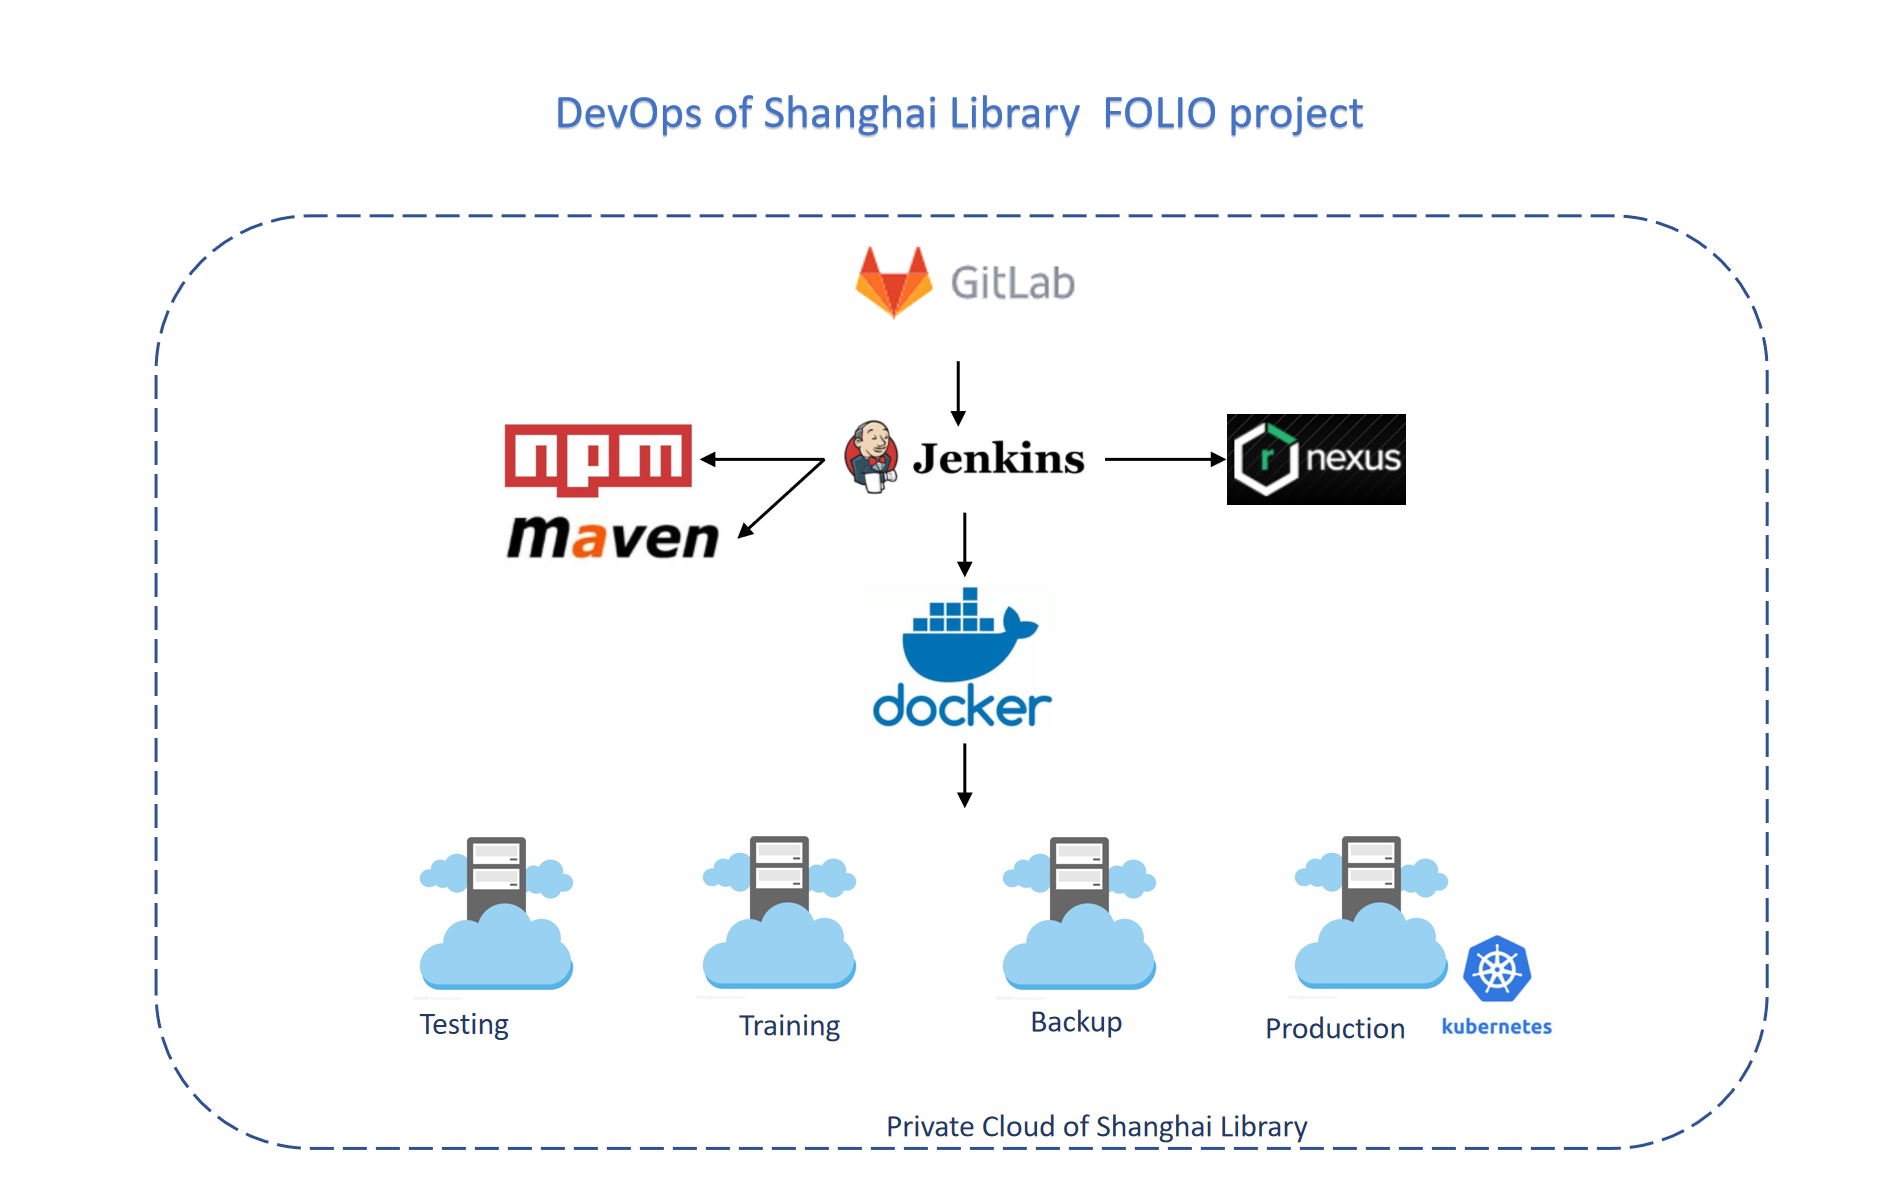 DevOps of Shanghai Library FOLIO project
GitLab
npm
Jenkins
r nexus
maven
docker
Testing
Training
Backup
Production
kubernetes
Private Cloud of Shanghai Library